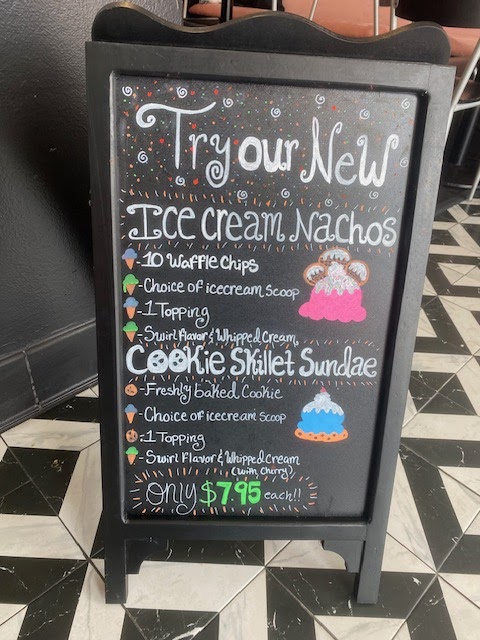 Try our New
Ice cream Nachos
-10 Waffle Chips
-Choice of icecream scoop
-1 Topping
-Swirl Flavor & Whipped Cream
Cookie Skillet Sundae
-Freshly Baked Cookie
-Choice of icecream scoop
-1 Topping
-Swirl Flavor & Whipped Cream
(with Cherry)
only $7.95 each!!